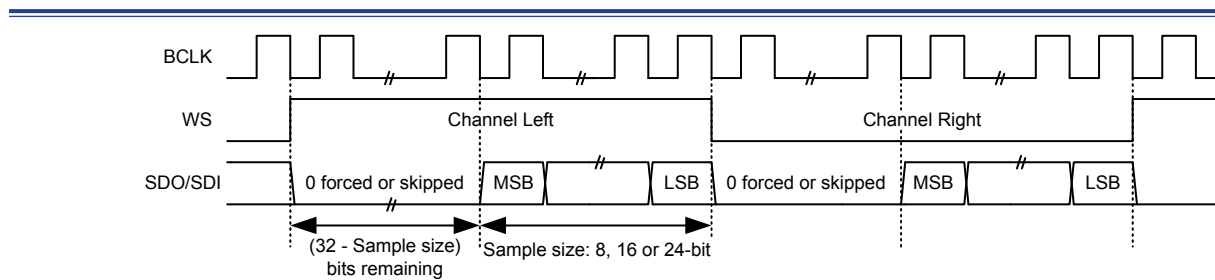 BCLK
WS
Channel Left
Channel Right
SDO/SDI
0 forced or skipped
MSB
LSB
0 forced or skipped
MSB
LSB
(32 - Sample size)
bits remaining
Sample size: 8, 16 or 24-bit